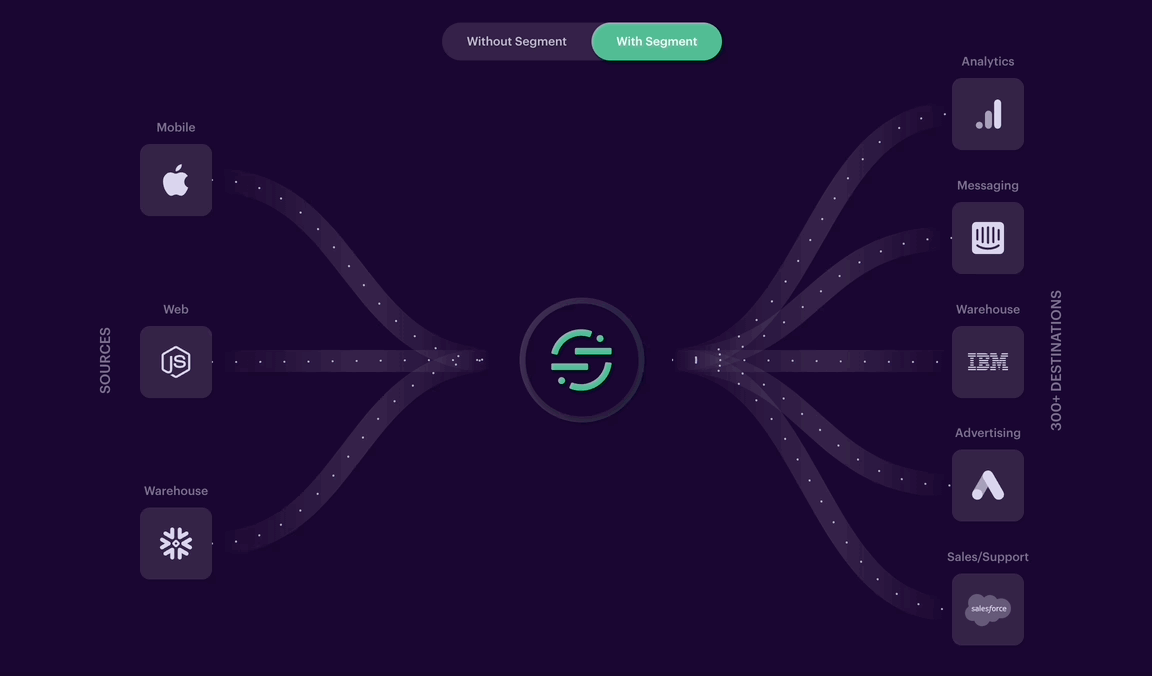 Without Segment
With Segment
SOURCES
Mobile
Web
JS
Warehouse
Analytics
Messaging
Warehouse
IBM
Advertising
Sales/Support
salesforce
300+ DESTINATIONS